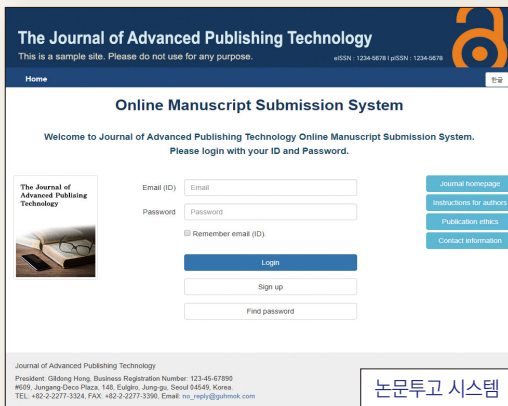 The Journal of Advanced Publishing Technology
This is a sample site. Please do not use for any purpose.
eISSN : 1234-5678 I pISSN : 1234-5678
Home
한글
Online Manuscript Submission System
Welcome to Journal of Advanced Publishing Technology Online Manuscript Submission System.
Please login with your ID and Password.
The Journal of
Advanced Publising
Technology
Email (ID)
Email
Password
Password
Remember email (ID).
Login
Sign up
Find password
Journal homepage
Instructions for authors
Publication ethics
Contact information
Journal of Advanced Publishing Technology
President: Gildong Hong, Business Registration Number: 123-45-67890
#609, Jungang-Deco Plaza, 148, Eulgiro, Jung-gu, Seoul 04549, Korea.
TEL: +82-2-2277-3324, FAX: +82-2-2277-3390, Email: no_reply@guhmok.com
논문투고 시스템